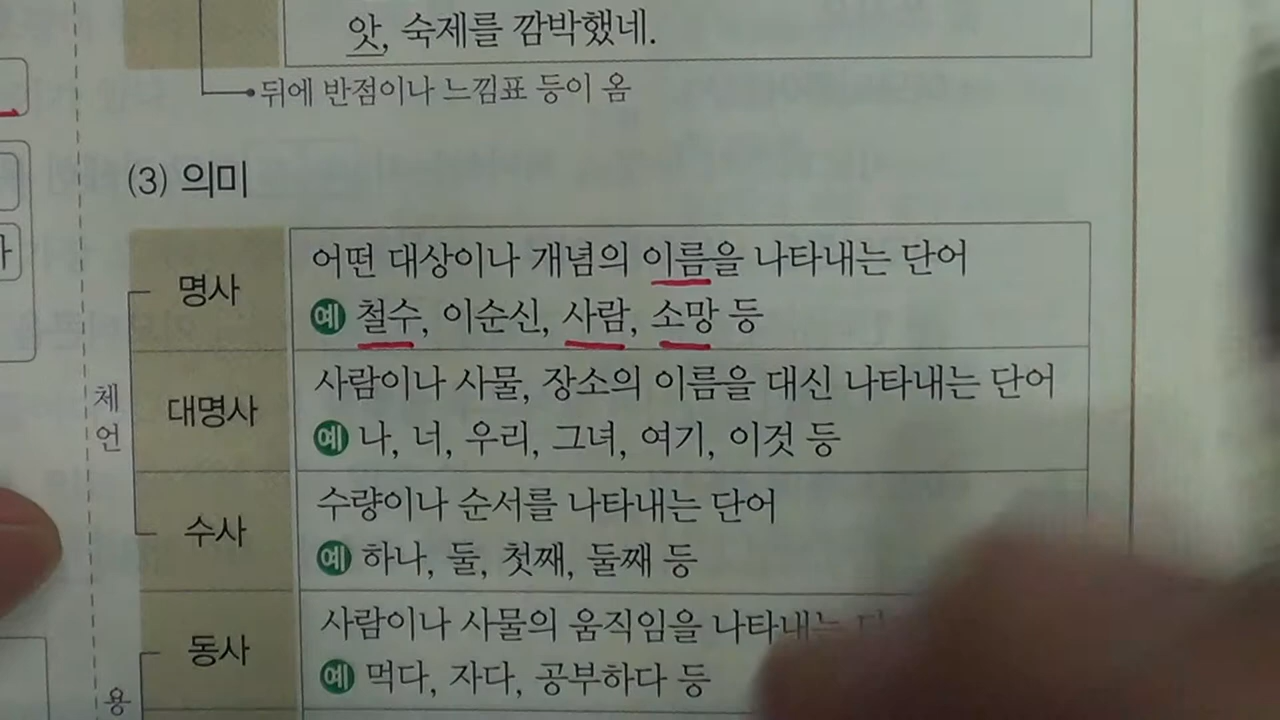 앗, 숙제를 깜박했네.
뒤에 반점이나 느낌표 등이 옴
(3) 의미
체언
명사
어떤 대상이나 개념의 이름을 나타내는 단어
예 철수, 이순신, 사람, 소망 등
대명사
사람이나 사물, 장소의 이름을 대신 나타내는 단어
예 나, 너, 우리, 그녀, 여기, 이것 등
수사
수량이나 순서를 나타내는 단어
예 하나, 둘, 첫째, 둘째 등
용
동사
사람이나 사물의 움직임을 나타내는
예 먹다, 자다, 공부하다 등